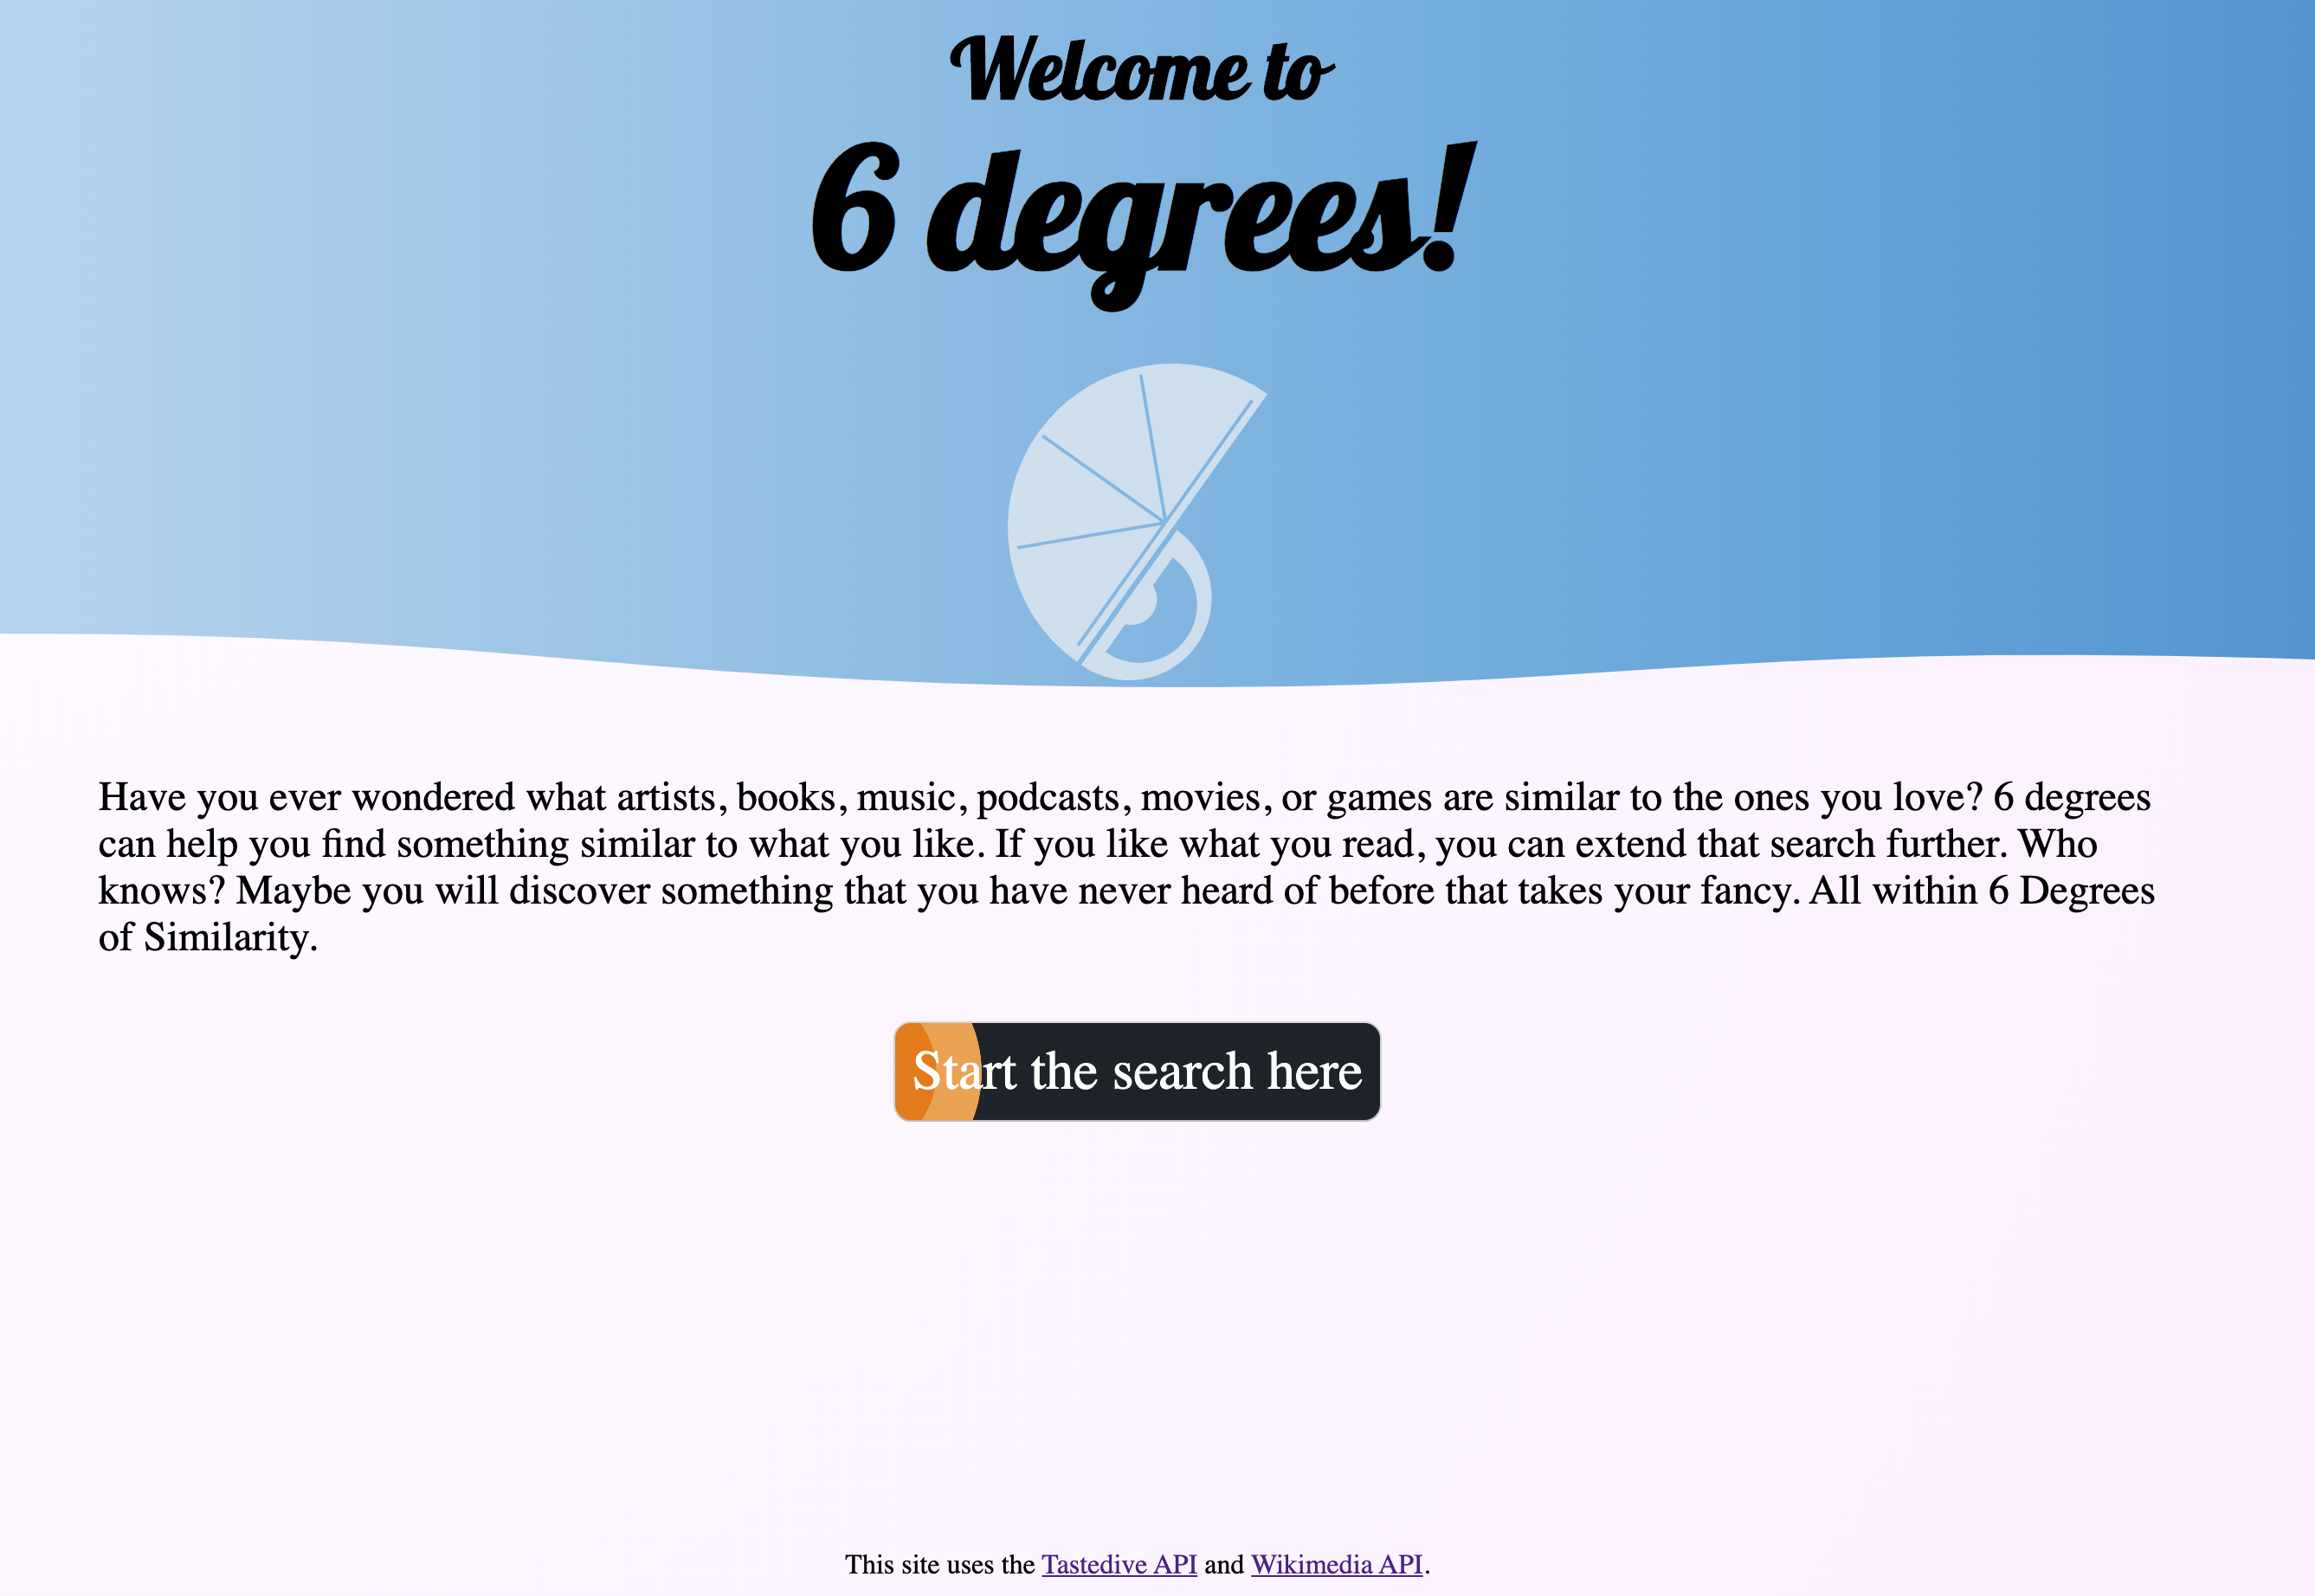 Welcome to
6 degrees!
Have you ever wondered what artists, books, music, podcasts, movies, or games are similar to the ones you love? 6 degrees
can help you find something similar to what you like. If you like what you read, you can extend that search further. Who
knows? Maybe you will discover something that you have never heard of before that takes your fancy. All within 6 Degrees
of Similarity.
Start the search here
This site uses the Tastedive API and Wikimedia API.